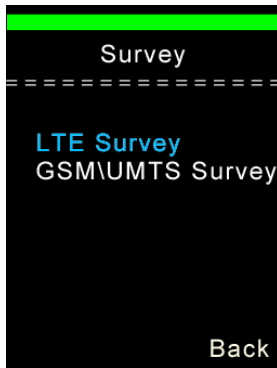 Survey
===============
LTE Survey
GSM\UMTS Survey
Back